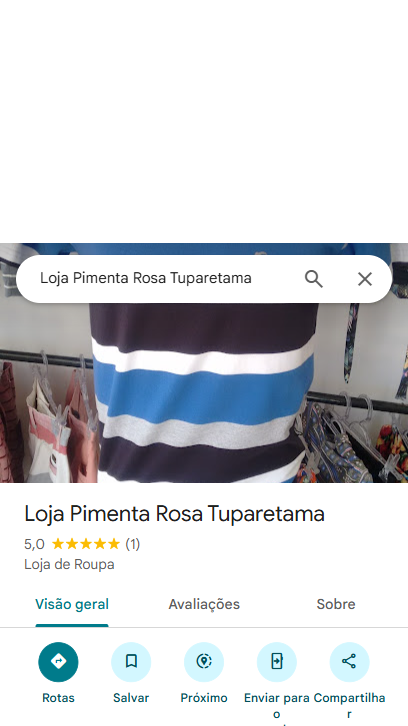 Loja Pimenta Rosa Tuparetama
Loja Pimenta Rosa Tuparetama
5,0 ★★★★★ (1)
Loja de Roupa
Visão geral Avaliações Sobre
Rotas Salvar Próximo Enviar para o Compartilhar